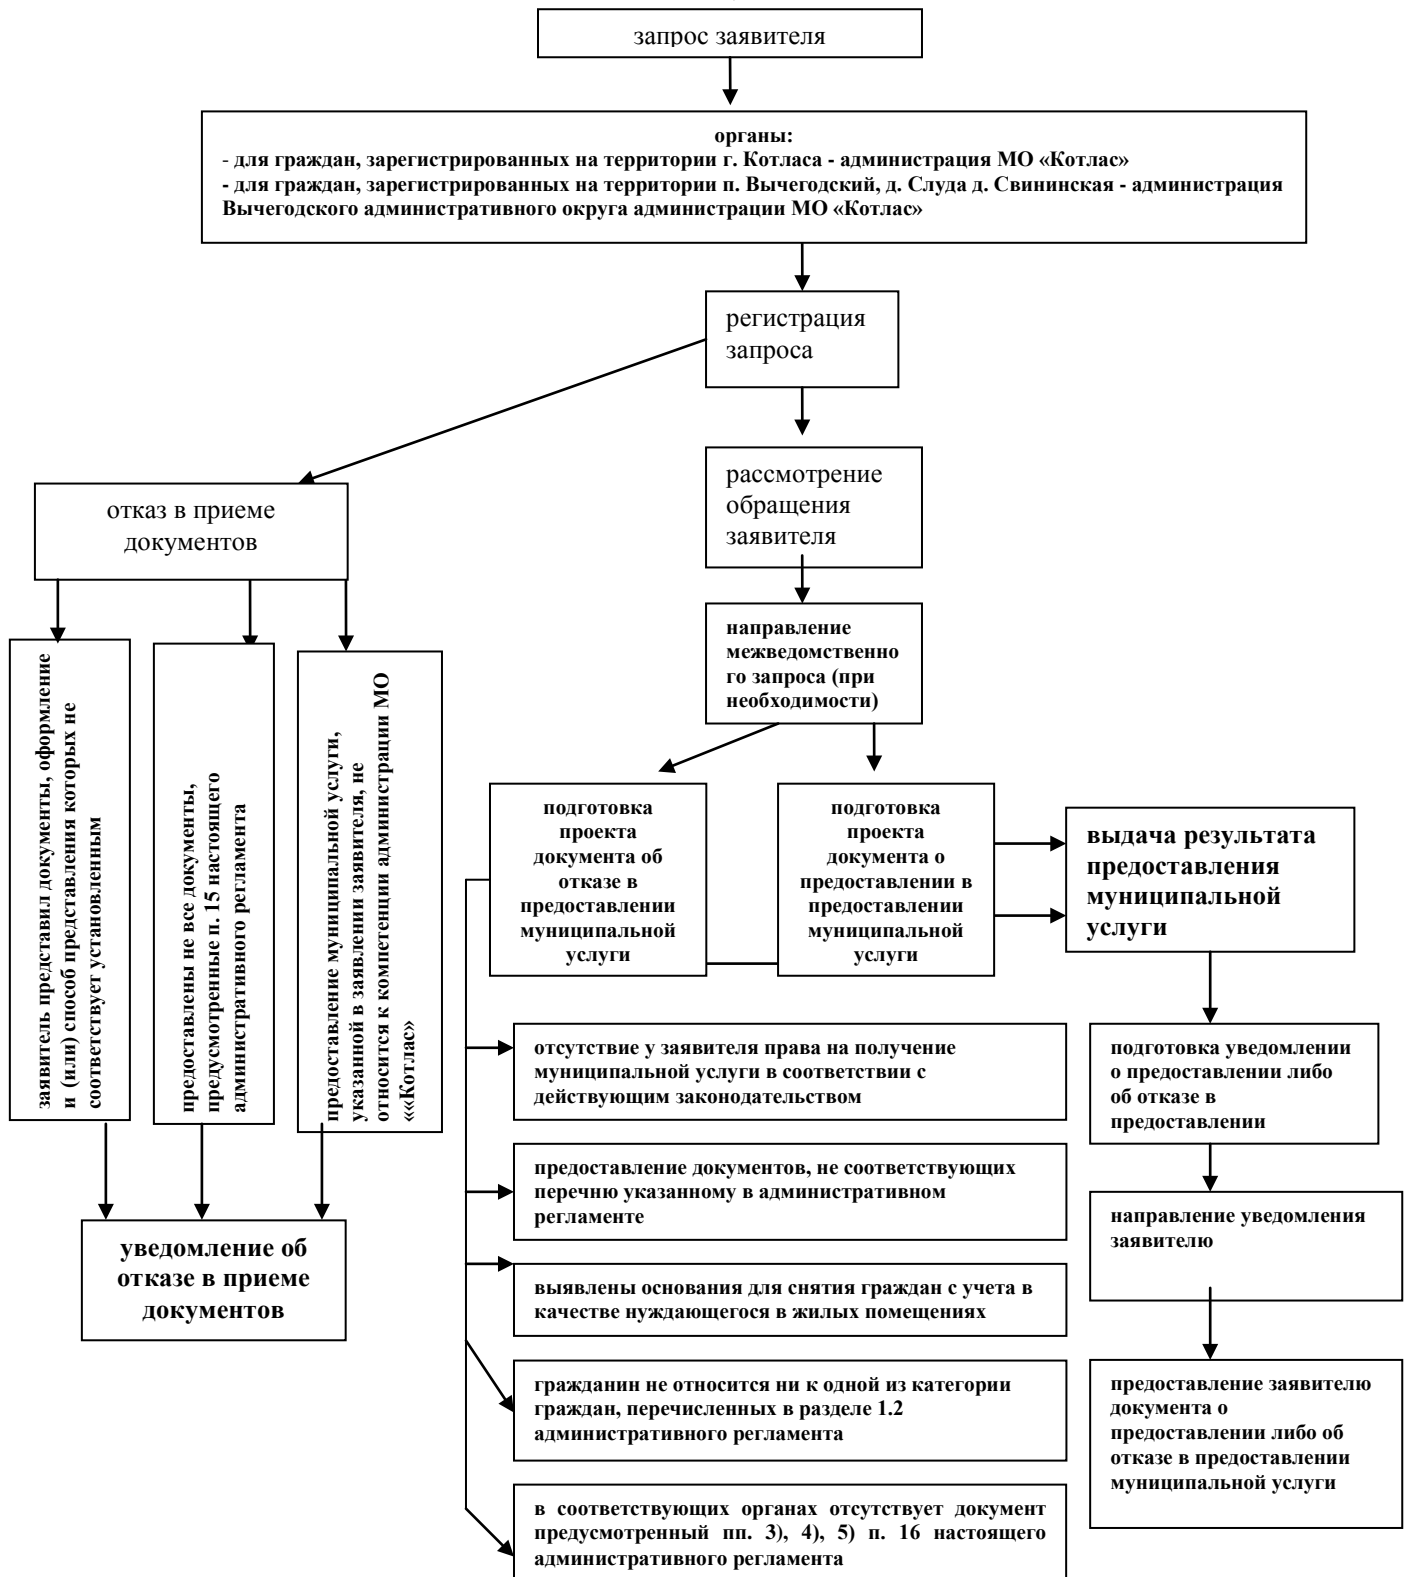 запрос заявителя
органы:
- для граждан, зарегистрированных на территории г. Котласа - администрация МО «Котлас»
- для граждан, зарегистрированных на территории п. Вычегодский, д. Слуда д. Свининская - администрация
Вычегодского административного округа администрации МО «Котлас»
регистрация
запроса
рассмотрение
обращения
заявителя
отказ в приеме
документов
направление
межведомственно
го запроса (при
необходимости)
заявитель представил документы, оформление
и (или) способ представления которых не
соответствует установленным
предоставлены не все документы,
предусмотренные п. 15 настоящего
административного регламента
предоставление муниципальной услуги,
указанной в заявлении заявителя, не
относится к компетенции администрации МО
««Котлас»
уведомление об
отказе в приеме
документов
подготовка
проекта
документа об
отказе в
предоставлении
муниципальной
услуги
подготовка
проекта
документа о
предоставлении в
предоставлении
муниципальной
услуги
выдача результата
предоставления
муниципальной
услуги
отсутствие у заявителя права на получение
муниципальной услуги в соответствии с
действующим законодательством
предоставление документов, не соответствующих
перечню указанному в административном
регламенте
выявлены основания для снятия граждан с учета в
качестве нуждающегося в жилых помещениях
гражданин не относится ни к одной из категории
граждан, перечисленных в разделе 1.2
административного регламента
в соответствующих органах отсутствует документ
предусмотренный пп. 3), 4), 5) п. 16 настоящего
административного регламента
подготовка уведомлении
о предоставлении либо
об отказе в
предоставлении
направление уведомления
заявителю
предоставление заявителю
документа о
предоставлении либо об
отказе в предоставлении
муниципальной услуги